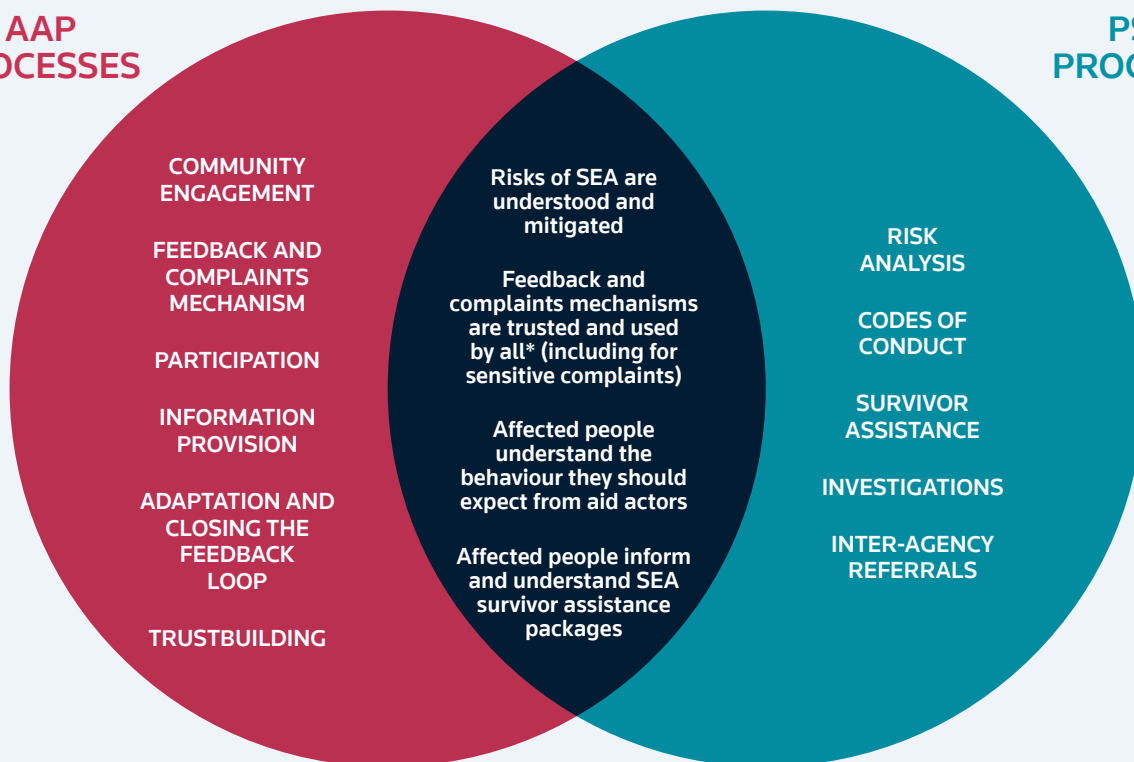 AAP
OCESSES
COMMUNITY
ENGAGEMENT
FEEDBACK AND
COMPLAINTS
MECHANISM
PARTICIPATION
INFORMATION
PROVISION
ADAPTATION AND
CLOSING THE
FEEDBACK
LOOP
TRUSTBUILDING
Risks of SEA are
understood and
mitigated
Feedback and
complaints mechanisms
are trusted and used
by all* (including for
sensitive complaints)
Affected people
understand the
behaviour they should
expect from aid actors
Affected people inform
and understand SEA
survivor assistance
packages
PS
PROC
RISK
ANALYSIS
CODES OF
CONDUCT
SURVIVOR
ASSISTANCE
INVESTIGATIONS
INTER-AGENCY
REFERRALS